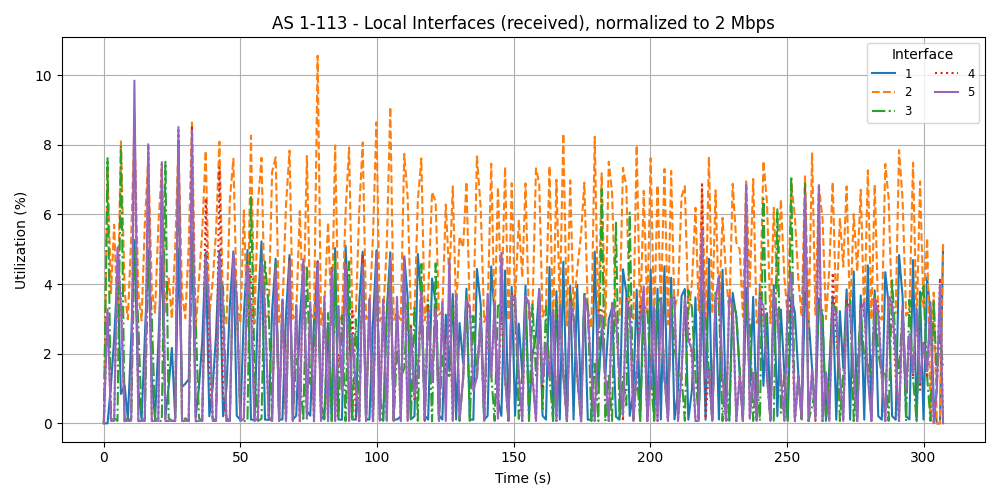 AS 1-113 - Local Interfaces (received), normalized to 2 Mbps
Utilization (%)
10
8
6
4
2
0
0 50 100 150 200 250 300
Time (s)
Interface
1 4
2 5
3